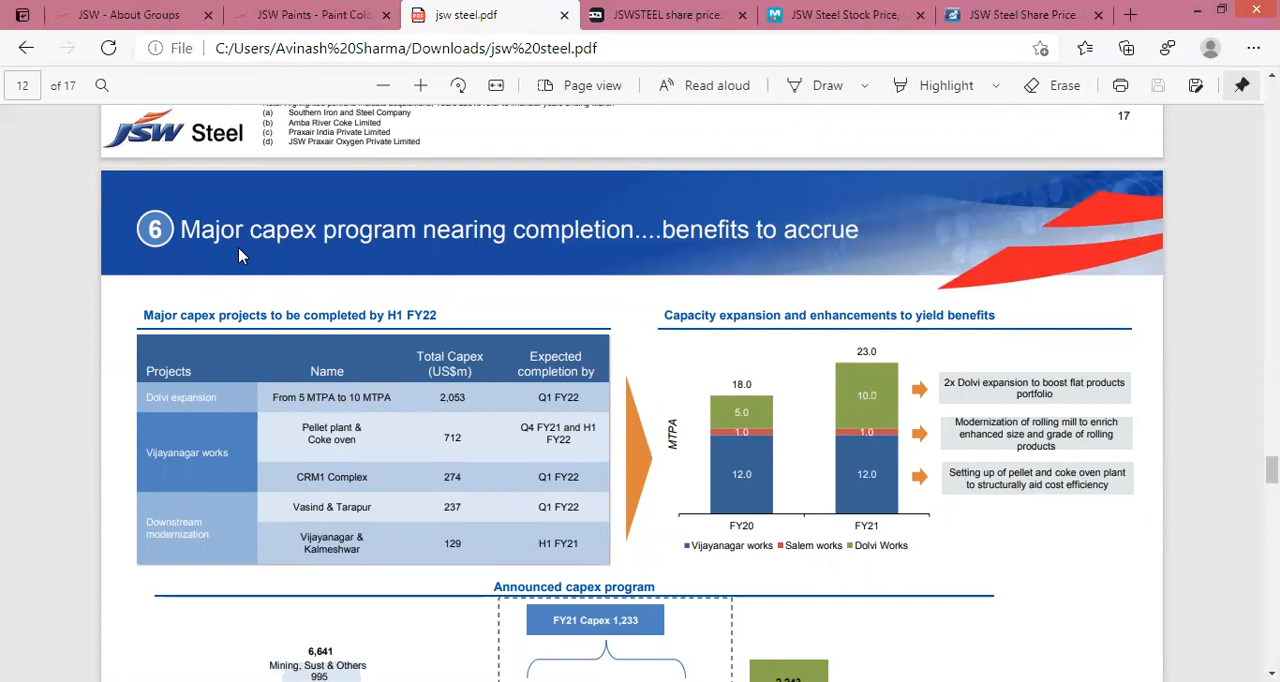 JSW - About Groups
JSW Paints - Paint Colo
jsw steel.pdf
JSWSTEEL share price
JSW Steel Stock Price, C
JSW Steel Share Price
File
C:/Users/Avinash%20Sharma/Downloads/jsw%20steel.pdf
12 of 17
Page view
Read aloud
Draw
Highlight
Erase
(a) Southern Iron and Steel Company
(b) Amba River Coke Limited
(c) Praxair India Private Limited
(d) JSW Praxair Oxygen Private Limited
JSW Steel
17
6 Major capex program nearing completion....benefits to accrue
Major capex projects to be completed by H1 FY22
Projects Name Total Capex (US$m) Expected completion by
Dolvi expansion From 5 MTPA to 10 MTPA 2,053 Q1 FY22
Vijayanagar works
Pellet plant & Coke oven 712 Q4 FY21 and H1 FY22
CRM1 Complex 274 Q1 FY22
Downstream modernization
Vasind & Tarapur 237 Q1 FY22
Vijayanagar & Kalmeshwar 129 H1 FY21
Capacity expansion and enhancements to yield benefits
MTPA
18.0
5.0
1.0
12.0
FY20
23.0
10.0
1.0
12.0
FY21
Vijayanagar works Salem works Dolvi Works
2x Dolvi expansion to boost flat products
portfolio
Modernization of rolling mill to enrich
enhanced size and grade of rolling
products
Setting up of pellet and coke oven plant
to structurally aid cost efficiency
Announced capex program
FY21 Capex 1,233
6,641
Mining, Sust & Others
995